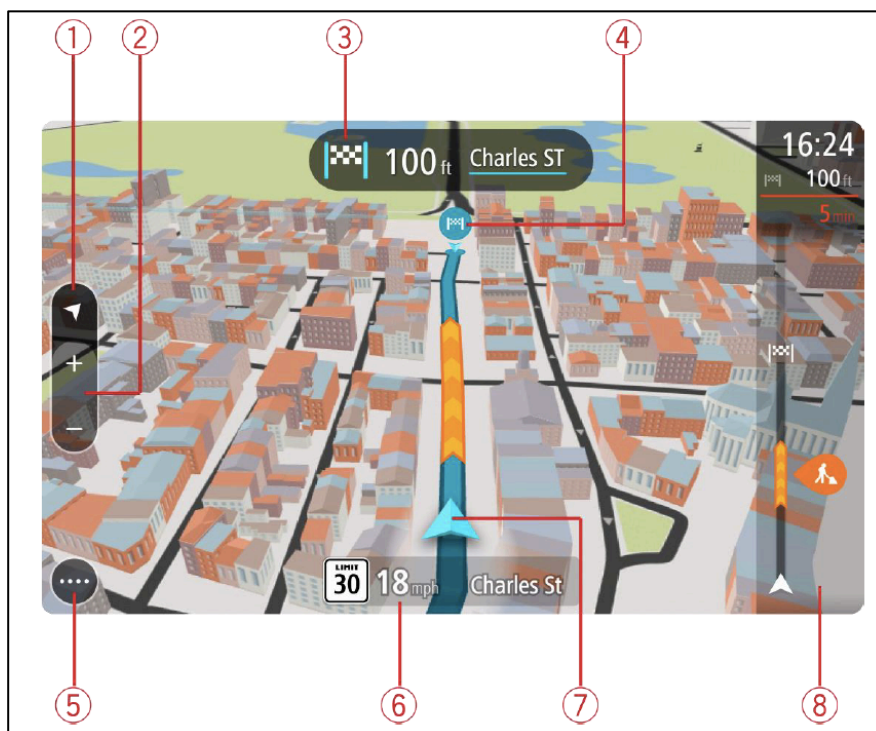 ① ② ③ ④
100 ft Charles ST
16:24
100 ft
5 min
+
−
LIMIT
30
18 mph Charles St
⑤ ⑥ ⑦ ⑧